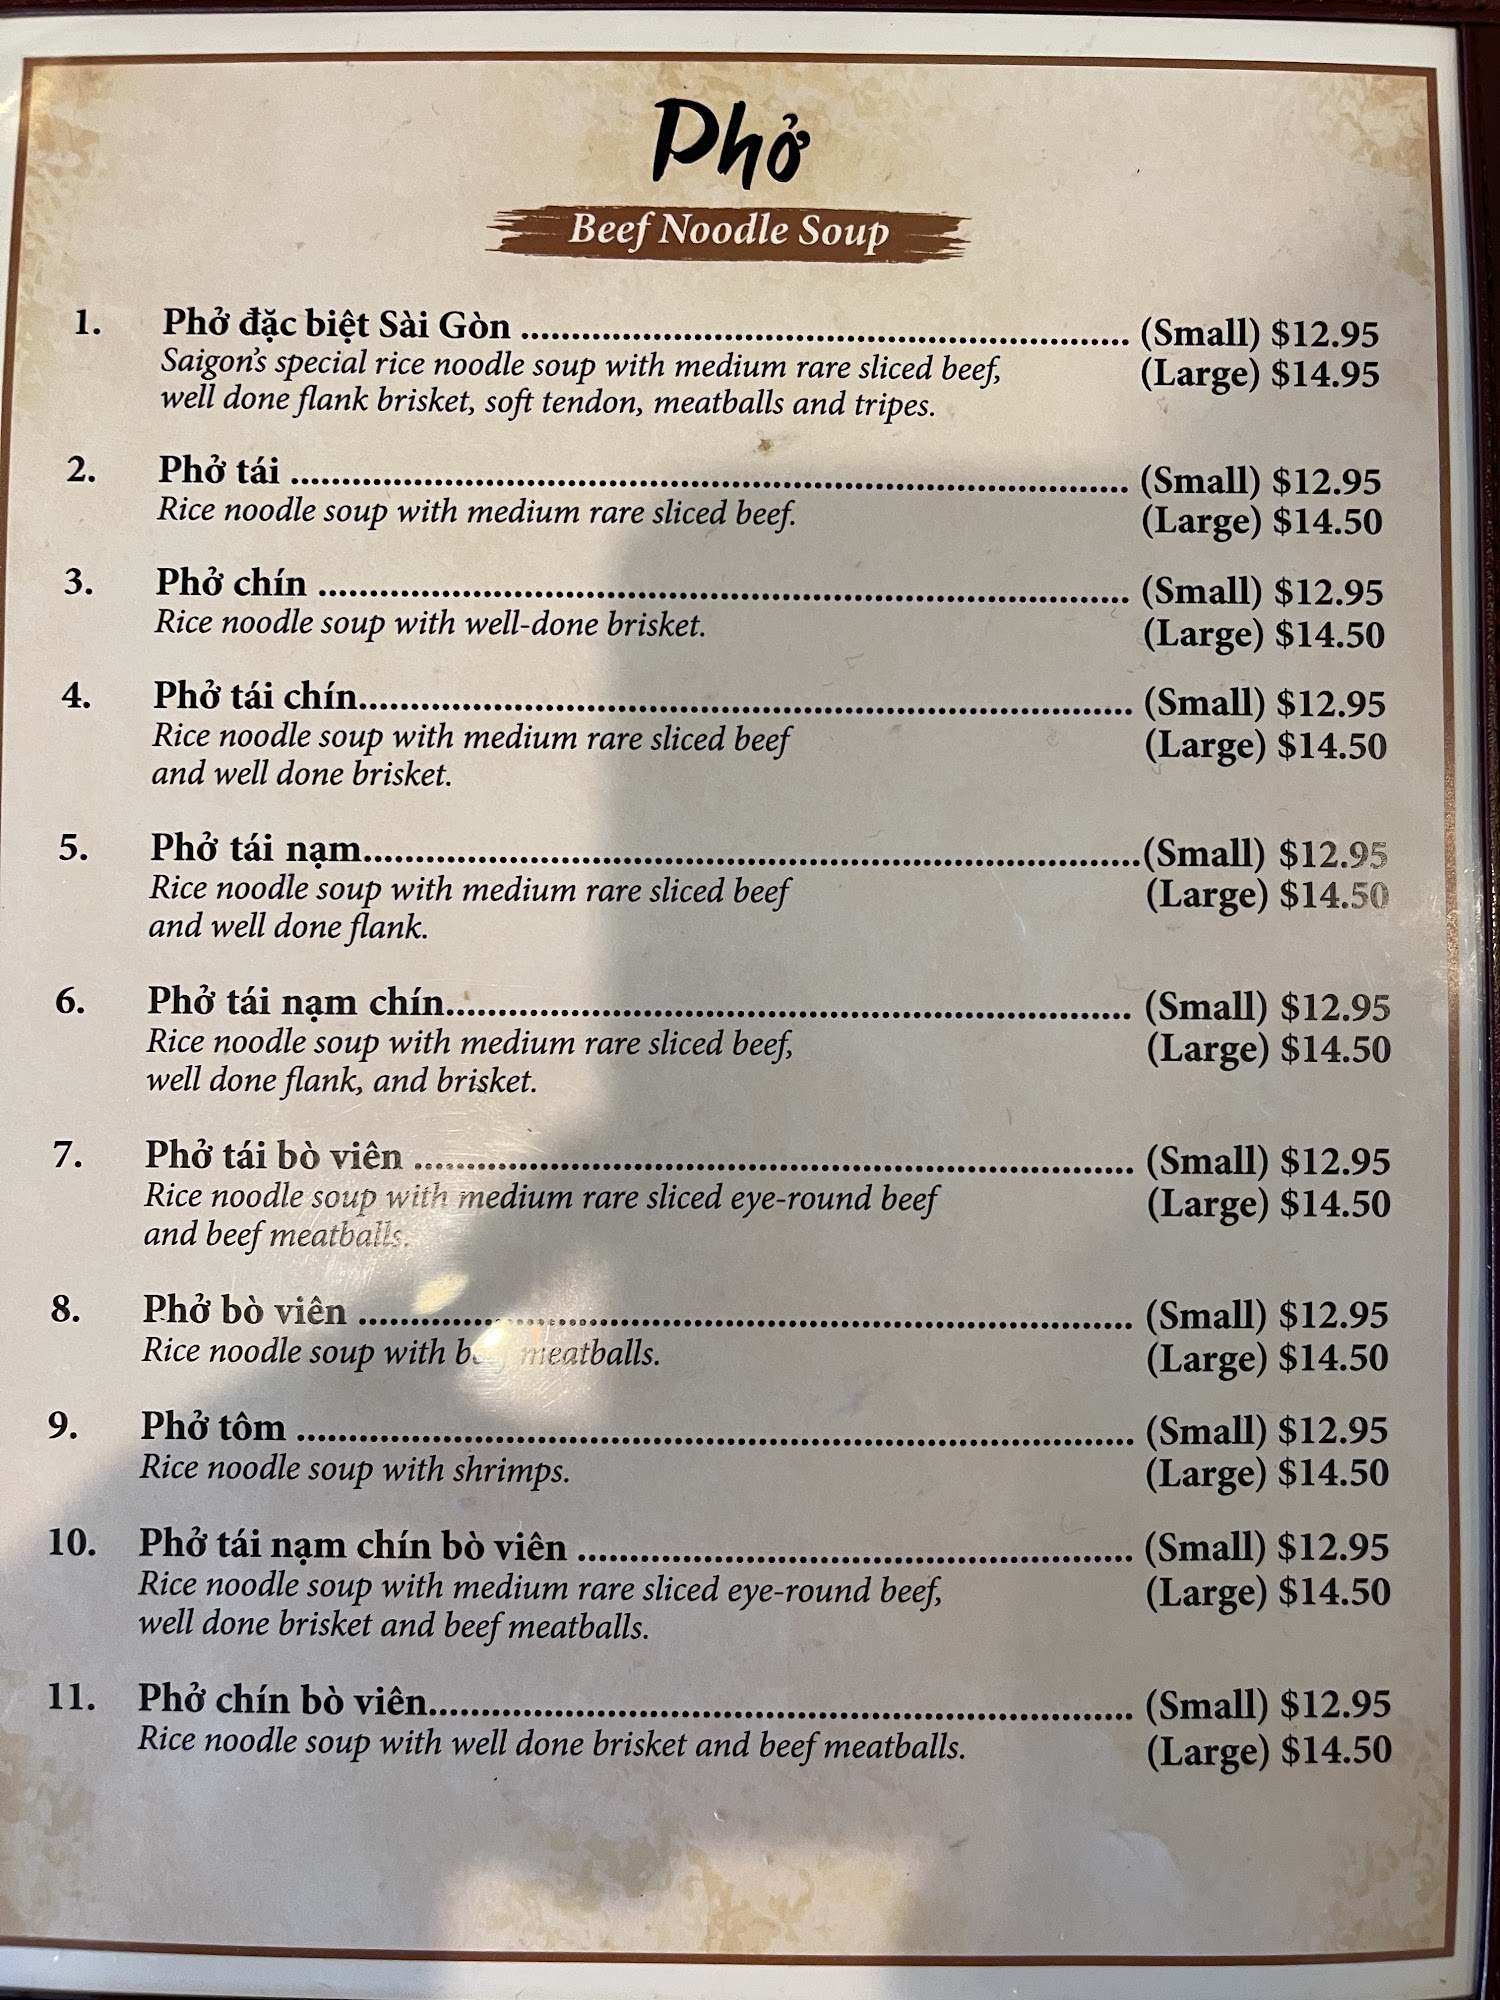 Phở
Beef Noodle Soup
1. Phở đặc biệt Sài Gòn ........................................................ (Small) $12.95
Saigon's special rice noodle soup with medium rare sliced beef, (Large) $14.95
well done flank brisket, soft tendon, meatballs and tripes.
2. Phở tái ........................................................ (Small) $12.95
Rice noodle soup with medium rare sliced beef. (Large) $14.50
3. Phở chín ........................................................ (Small) $12.95
Rice noodle soup with well-done brisket. (Large) $14.50
4. Phở tái chín........................................................ (Small) $12.95
Rice noodle soup with medium rare sliced beef (Large) $14.50
and well done brisket.
5. Phở tái nạm........................................................(Small) $12.95
Rice noodle soup with medium rare sliced beef (Large) $14.50
and well done flank.
6. Phở tái nạm chín........................................................ (Small) $12.95
Rice noodle soup with medium rare sliced beef, (Large) $14.50
well done flank, and brisket.
7. Phở tái bò viên ........................................................ (Small) $12.95
Rice noodle soup with medium rare sliced eye-round beef (Large) $14.50
and beef meatballs.
8. Phở bò viên ........................................................ (Small) $12.95
Rice noodle soup with meatballs. (Large) $14.50
9. Phở tôm ........................................................ (Small) $12.95
Rice noodle soup with shrimps. (Large) $14.50
10. Phở tái nạm chín bò viên ........................................................ (Small) $12.95
Rice noodle soup with medium rare sliced eye-round beef, (Large) $14.50
well done brisket and beef meatballs.
11. Phở chín bò viên........................................................ (Small) $12.95
Rice noodle soup with well done brisket and beef meatballs. (Large) $14.50